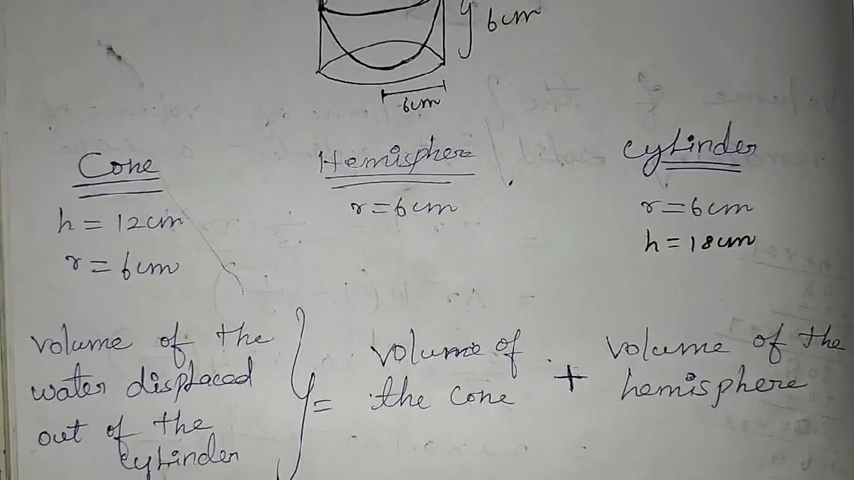 6cm
6cm
Cone
h = 12cm
r = 6cm
Hemisphere
r = 6cm
Cylinder
r = 6cm
h = 18cm
volume of the
water displaced
out of the
cylinder
=
volume of
the cone
+
volume of the
hemisphere